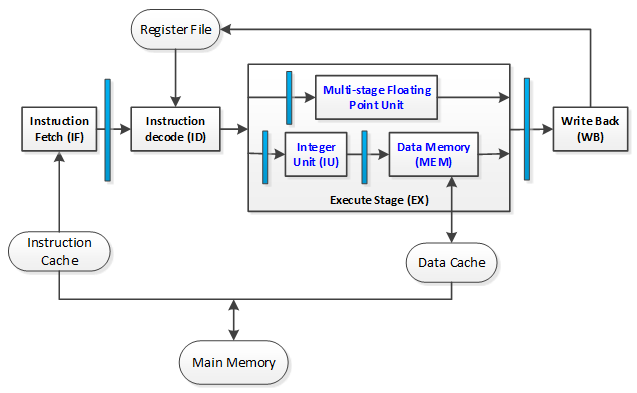 Register File
Multi-stage Floating
Point Unit
Instruction
Fetch (IF)
Instruction
decode (ID)
Integer
Unit (IU)
Data Memory
(MEM)
Write Back
(WB)
Execute Stage (EX)
Instruction
Cache
Data Cache
Main Memory